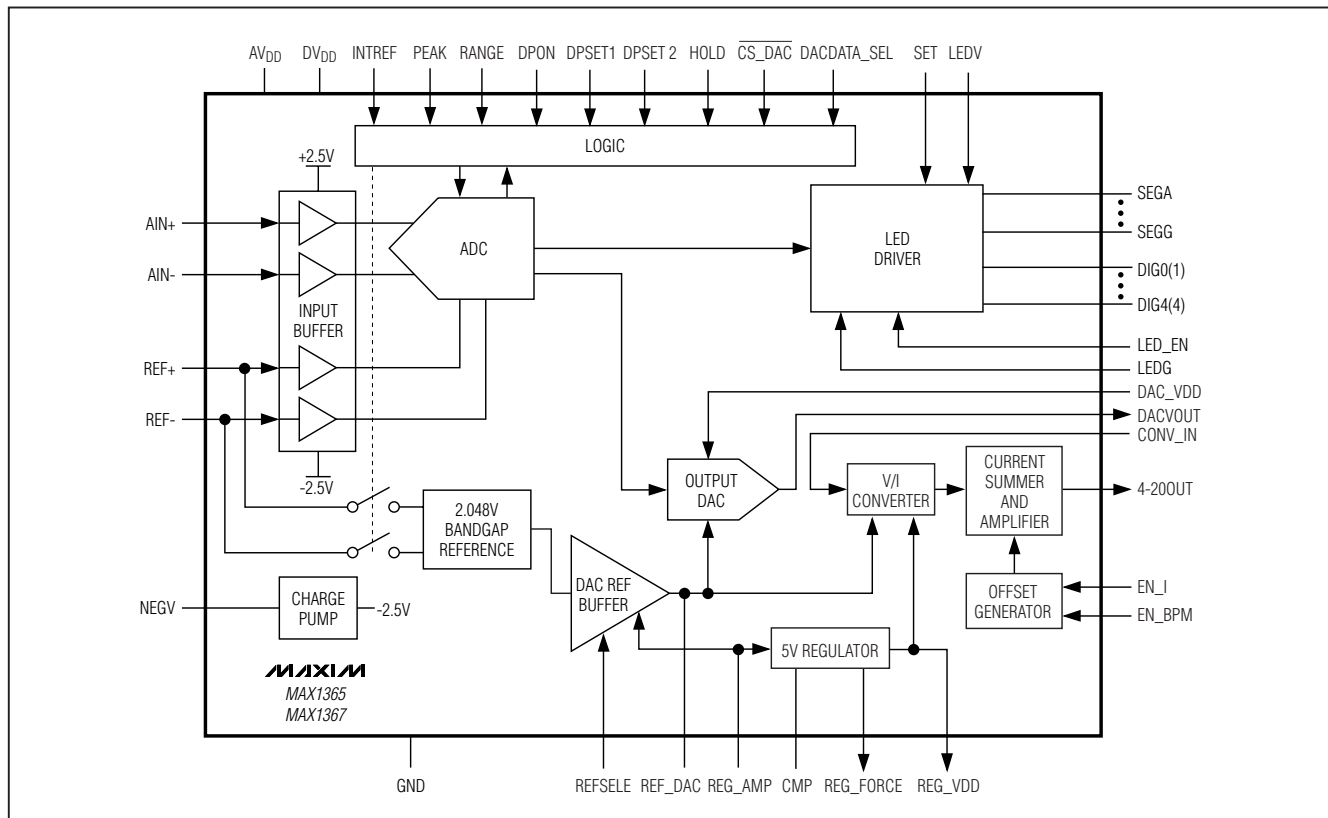 AVDD DVDD INTREF PEAK RANGE DPON DPSET1 DPSET 2 HOLD CS_DAC DACDATA_SEL SET LEDV
LOGIC
+2.5V
AIN+
AIN-
INPUT
BUFFER
REF+
REF-
-2.5V
ADC
LED
DRIVER
SEGA
SEGG
DIG0(1)
DIG4(4)
LED_EN
LEDG
DAC_VDD
DACVOUT
CONV_IN
OUTPUT
DAC
V/I
CONVERTER
CURRENT
SUMMER
AND
AMPLIFIER
4-20OUT
2.048V
BANDGAP
REFERENCE
DAC REF
BUFFER
OFFSET
GENERATOR
EN_I
EN_BPM
NEGV
CHARGE
PUMP
-2.5V
5V REGULATOR
MAXIM
MAX1365
MAX1367
GND REFSELE REF_DAC REG_AMP CMP REG_FORCE REG_VDD